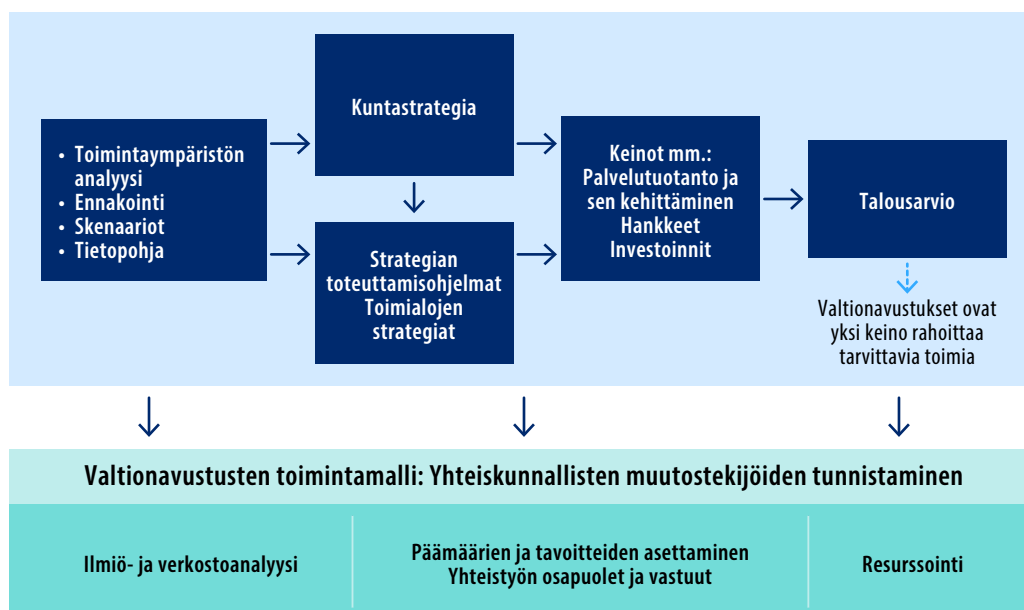 • Toimintaympäristön
analyysi
• Ennakointi
• Skenaariot
• Tietopohja
Kuntastrategia
Strategian
toteuttamisohjelmat
Toimialojen
strategiat
Keinot mm.:
Palvelutuotanto ja
sen kehittäminen
Hankkeet
Investoinnit
Talousarvio
Valtionavustukset ovat
yksi keino rahoittaa
tarvittavia toimia
Valtionavustusten toimintamalli: Yhteiskunnallisten muutostekijöiden tunnistaminen
Ilmiö- ja verkostoanalyysi
Päämäärien ja tavoitteiden asettaminen
Yhteistyön osapuolet ja vastuut
Resurssointi